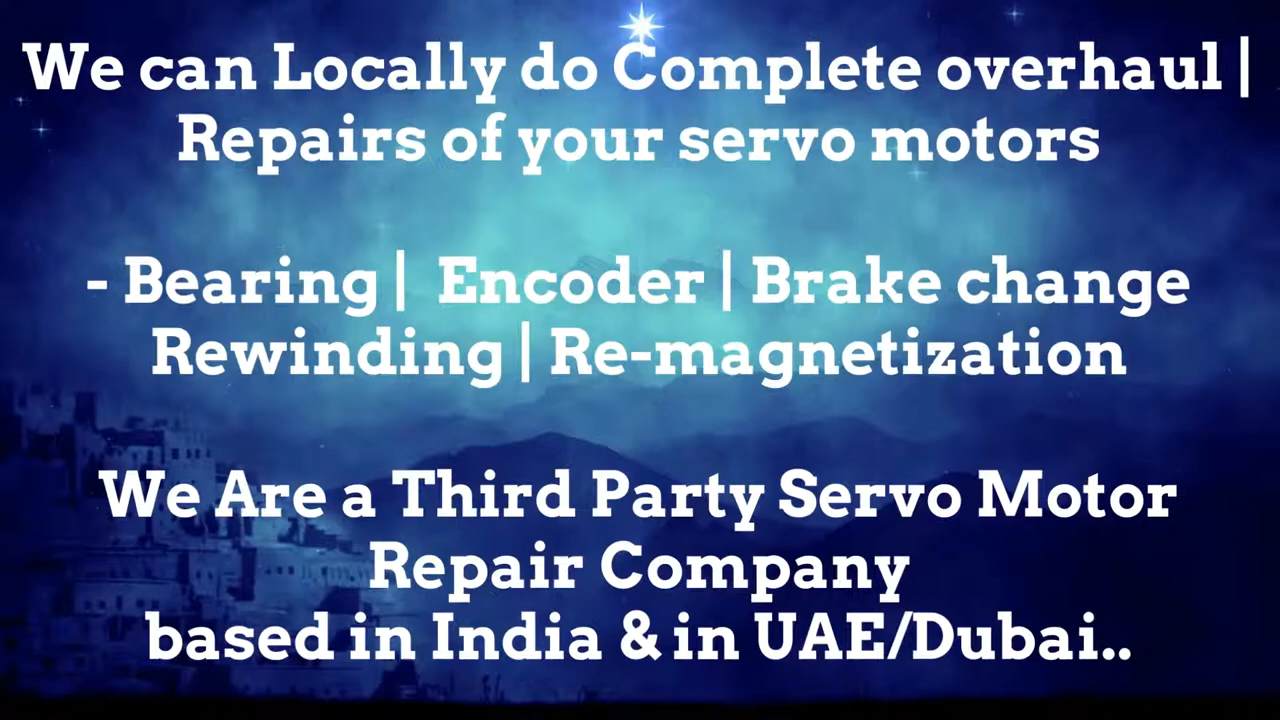 We can Locally do Complete overhaul |
Repairs of your servo motors
- Bearing |  Encoder | Brake change
Rewinding | Re-magnetization
We Are a Third Party Servo Motor
Repair Company
based in India & in UAE/Dubai..